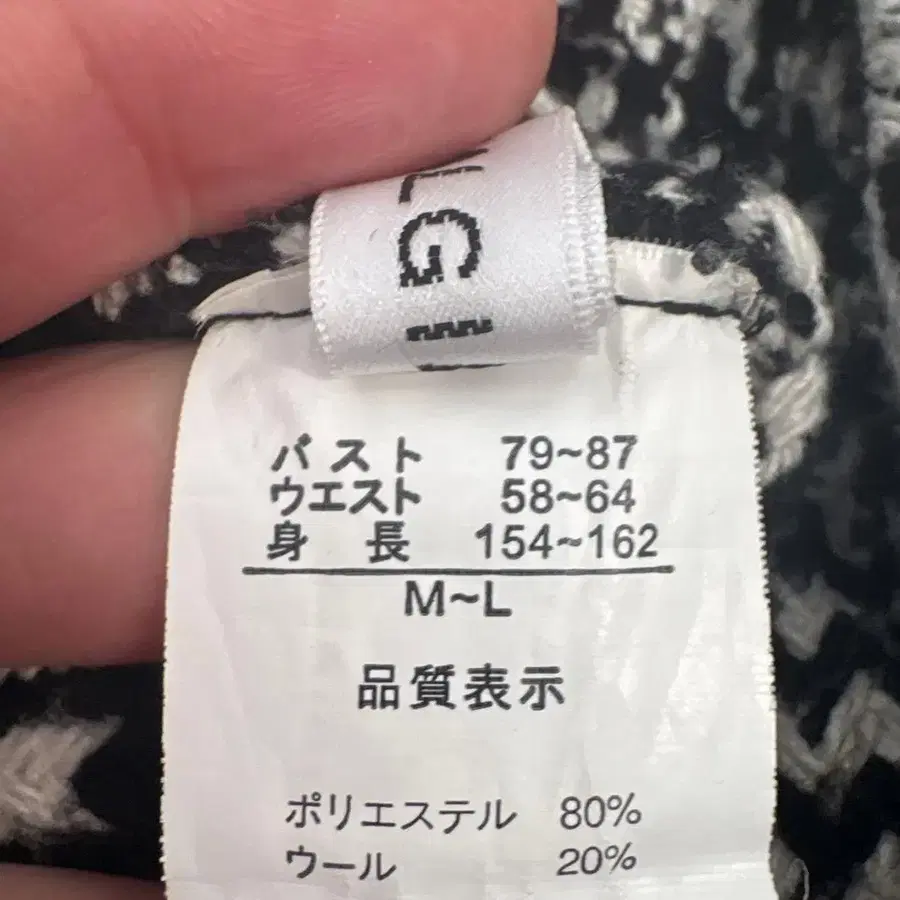 バスト 79~87
ウエスト 58~64
身 長 154~162
M~L
品質表示
ポリエステル 80%
ウール 20%